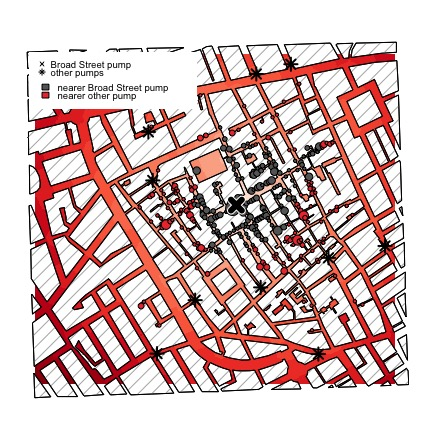 Broad Street pump
other pumps
nearer Broad Street pump
nearer other pump